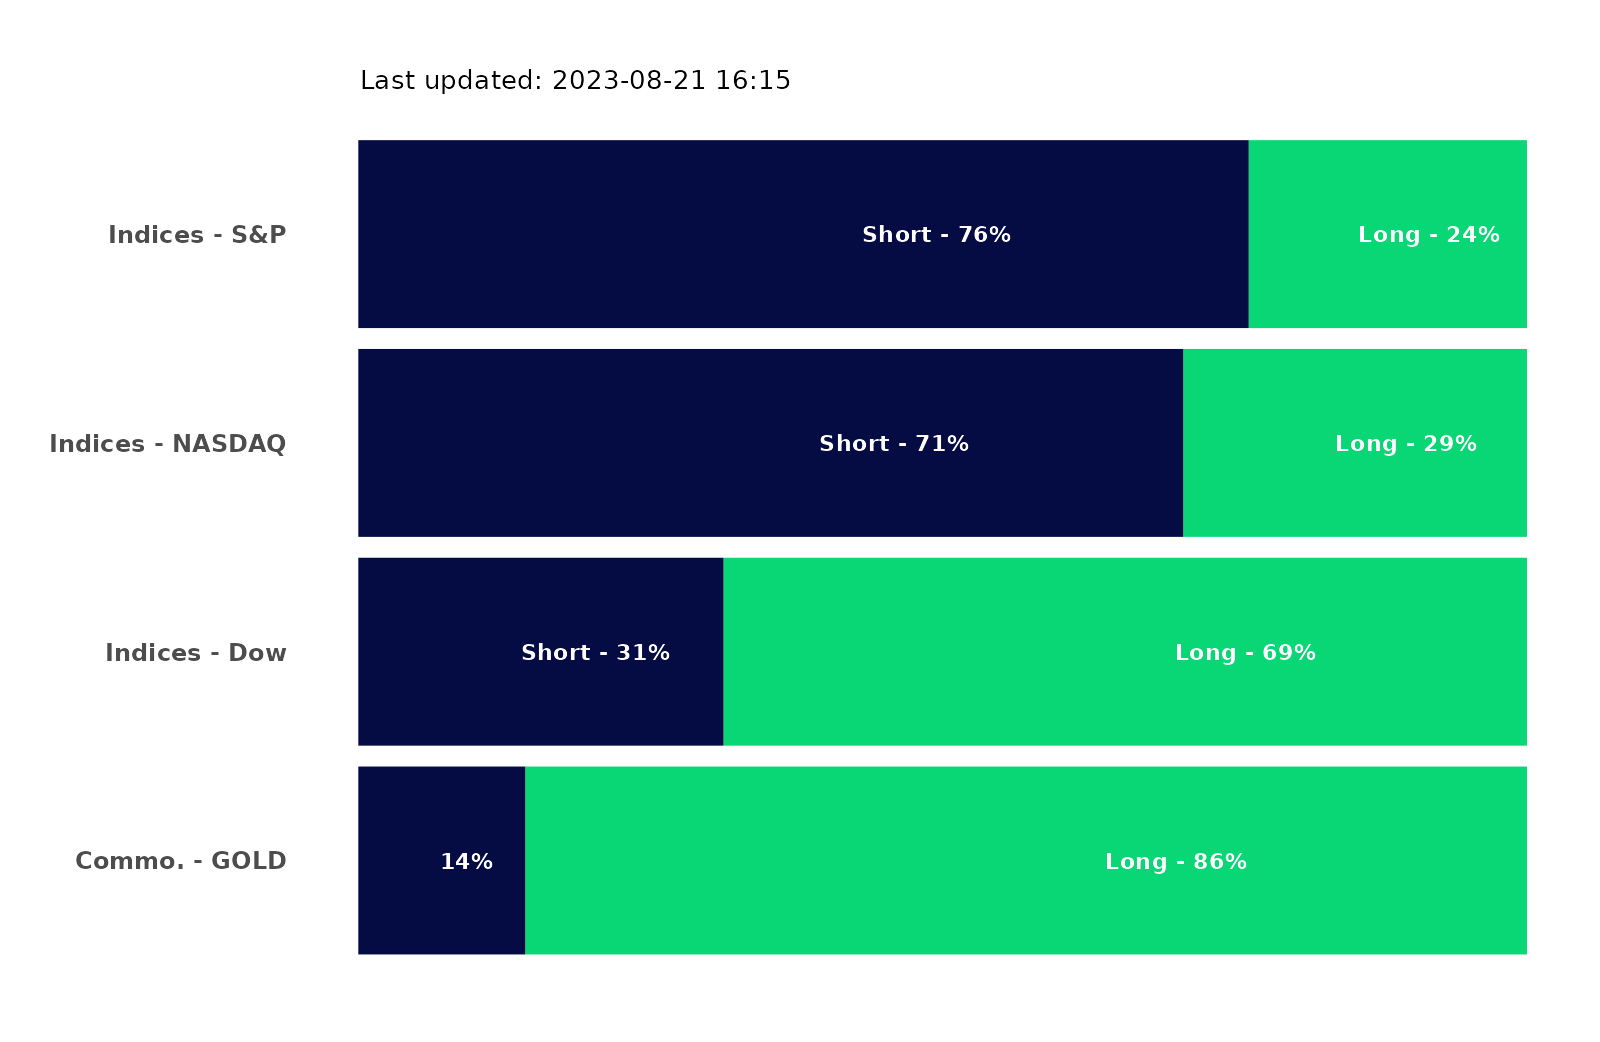 Last updated: 2023-08-21 16:15
Indices - S&P
Short - 76%
Long - 24%
Indices - NASDAQ
Short - 71%
Long - 29%
Indices - Dow
Short - 31%
Long - 69%
Commo. - GOLD
14%
Long - 86%